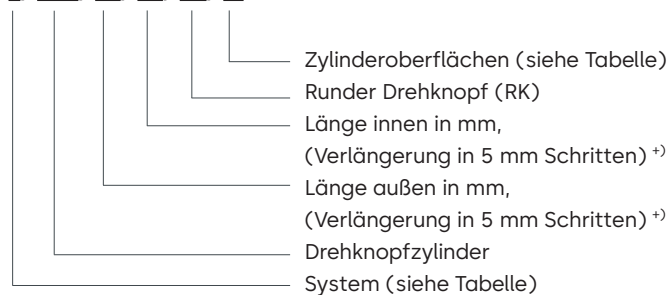 Zylinderoberflächen (siehe Tabelle)
Runder Drehknopf (RK)
Länge innen in mm,
(Verlängerung in 5 mm Schritten) +)
Länge außen in mm,
(Verlängerung in 5 mm Schritten) +)
Drehknopfzylinder
System (siehe Tabelle)